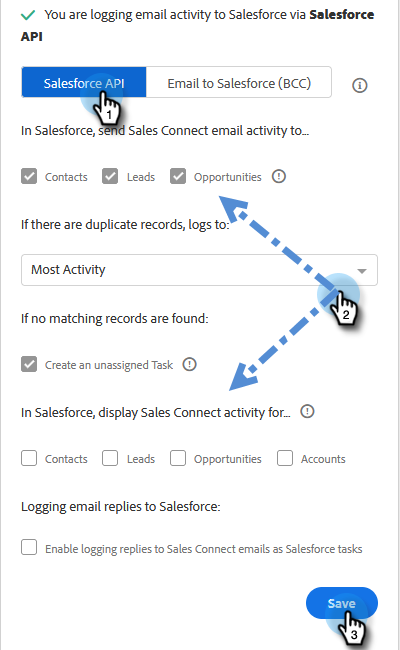 You are logging email activity to Salesforce via Salesforce
API
Salesforce API Email to Salesforce (BCC)
1
In Salesforce, send Sales Connect email activity to...
Contacts Leads Opportunities
If there are duplicate records, logs to:
Most Activity
2
If no matching records are found:
Create an unassigned Task
In Salesforce, display Sales Connect activity for...
Contacts Leads Opportunities Accounts
Logging email replies to Salesforce:
Enable logging replies to Sales Connect emails as Salesforce tasks
Save
3